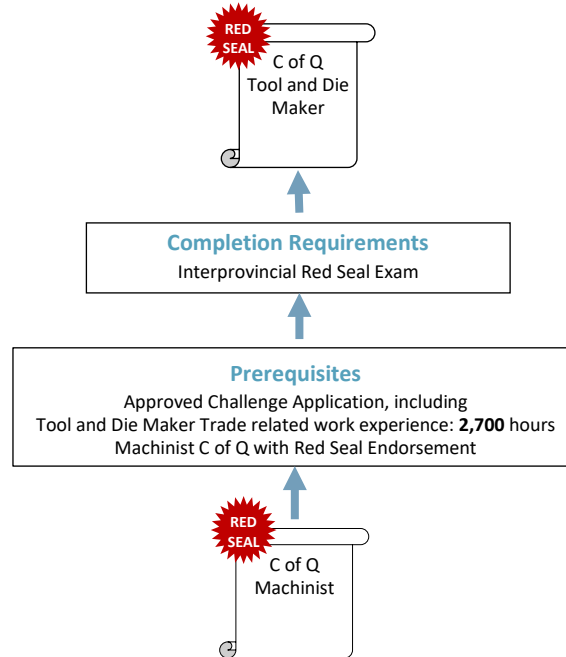 RED
SEAL
C of Q
Tool and Die
Maker
Completion Requirements
Interprovincial Red Seal Exam
Prerequisites
Approved Challenge Application, including
Tool and Die Maker Trade related work experience: 2,700 hours
Machinist C of Q with Red Seal Endorsement
RED
SEAL
C of Q
Machinist